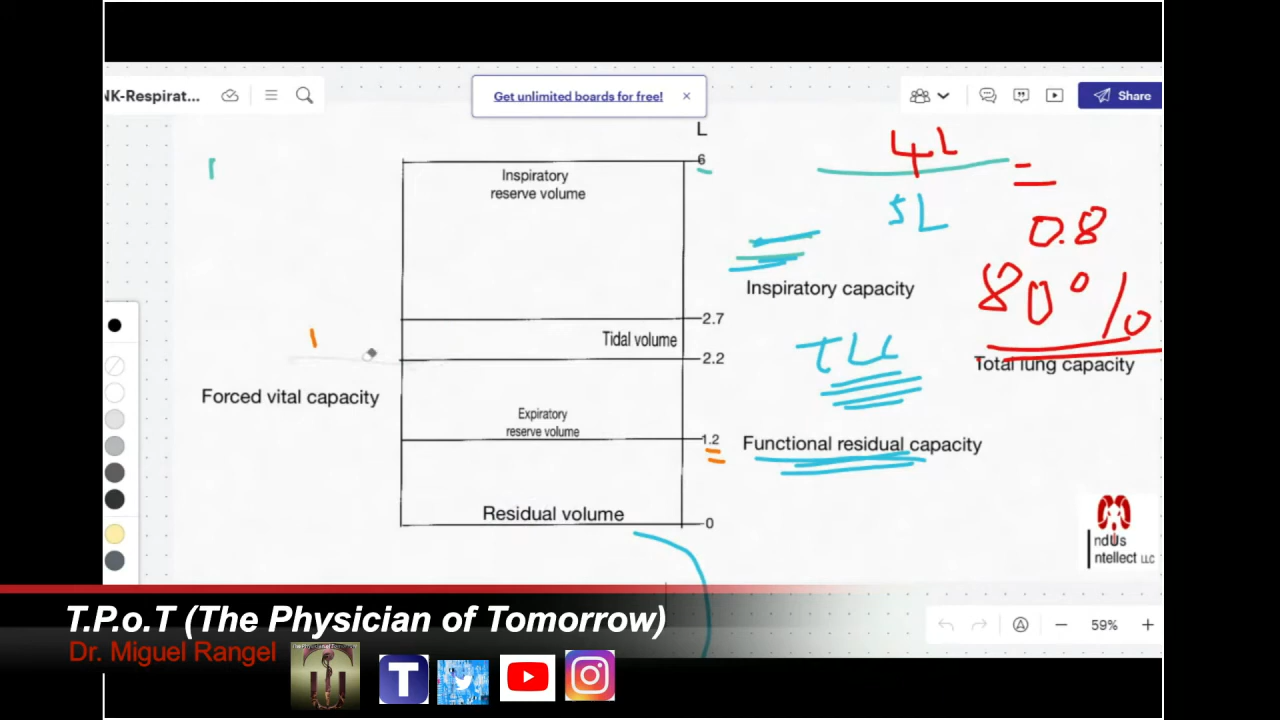 NK-Respirat...
Get unlimited boards for free!
×
Share
L
6
Inspiratory
reserve volume
4L
5L
=
0.8
80%
Inspiratory capacity
2.7
Tidal volume
2.2
TLC
Total lung capacity
Forced vital capacity
Expiratory
reserve volume
1.2
Functional residual capacity
Residual volume
0
ndUs
ntellect LLC
T.P.o.T (The Physician of Tomorrow)
Dr. Miguel Rangel
59%